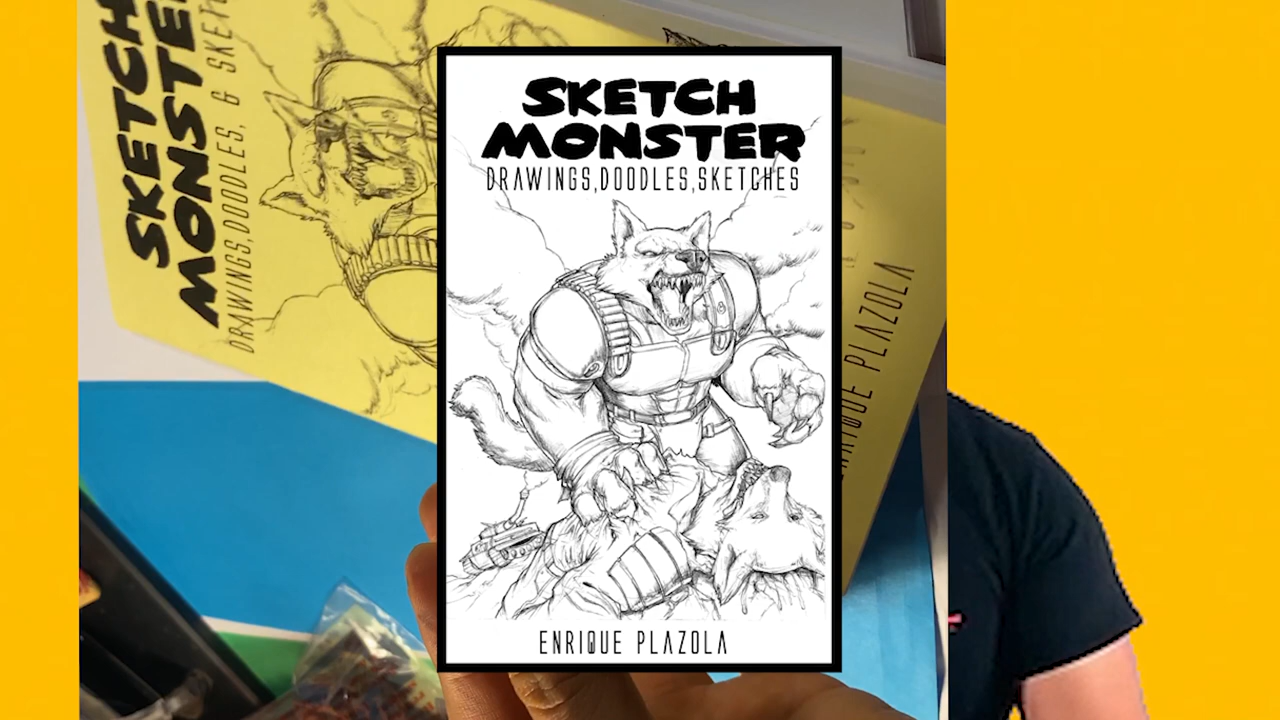 SKETCH
MONSTER
DRAWINGS,DOODLES,SKETCHES
ENRIQUE PLAZOLA
SKETCH
MONSTER
DRAWINGS,DOODLES, & SKET
ENRIQUE PLAZOLA